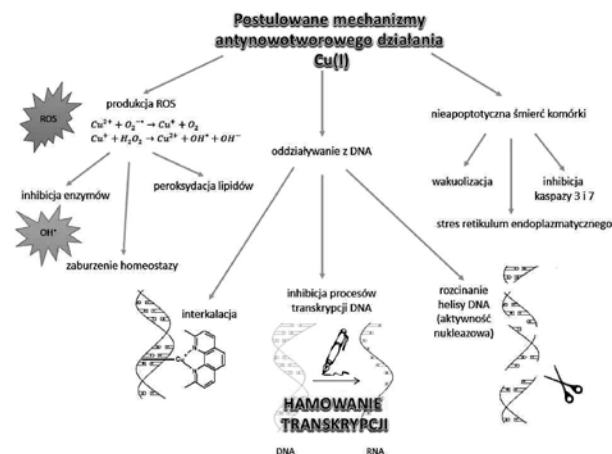 Postulowane mechanizmy
antynowotworowego działania
Cu(I)
produkcja ROS
ROS
Cu²⁺ + O₂⁻• → Cu⁺ + O₂
Cu⁺ + H₂O₂ → Cu²⁺ + OH• + OH⁻
nieapoptotyczna śmierć komórki
oddziaływanie z DNA
inhibicja enzymów
peroksydacja lipidów
wakuolizacja
inhibicja
kaspazy 3 i 7
OH•
stres retikulum endoplazmatycznego
zaburzenie homeostazy
interkalacja
inhibicja procesów
transkrypcji DNA
rozcinanie
helisy DNA
(aktywność
nukleazowa)
HAMOWANIE
TRANSKRYPCJI
DNA
RNA